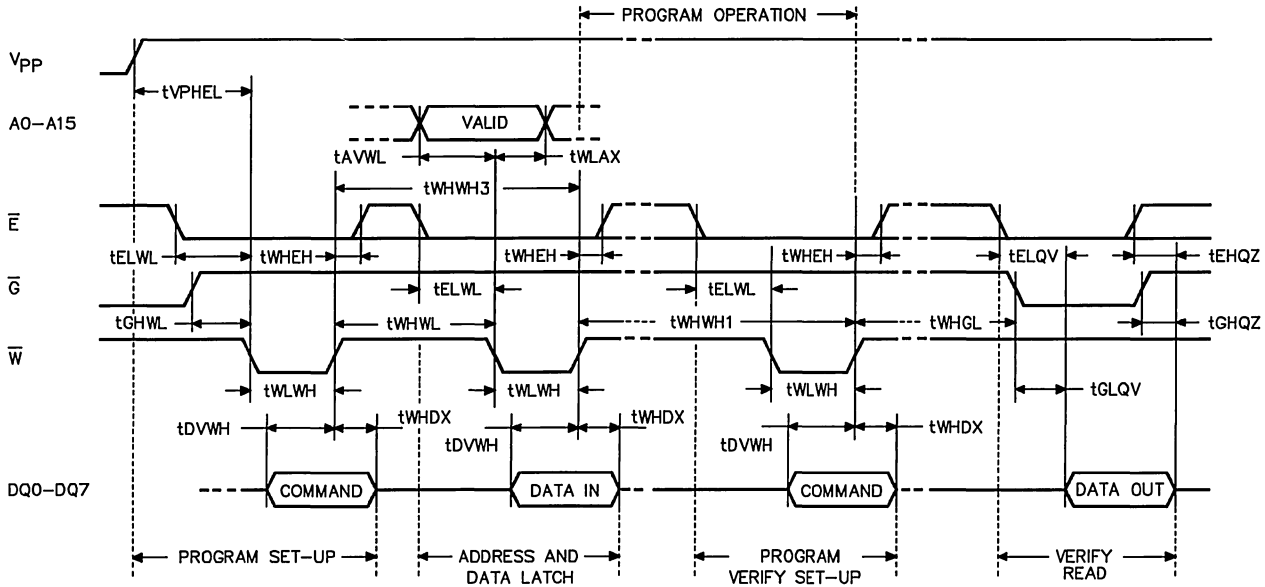 PROGRAM OPERATION
VPP
tVPHEL
A0-A15
VALID
tAVWL
tWLAX
tWHWH3
E
tELWL
tWHEH
tWHEH
tWHEH
tELQV
tEHQZ
G
tELWL
tELWL
tGHWL
tWHWL
tWHWH1
tWHGL
tGHQZ
W
tWLWH
tWLWH
tWLWH
tGLQV
tDVWH
tWHDX
tDVWH
tWHDX
tDVWH
tWHDX
DQ0-DQ7
COMMAND
DATA IN
COMMAND
DATA OUT
PROGRAM SET-UP
ADDRESS AND
DATA LATCH
PROGRAM
VERIFY SET-UP
VERIFY
READ